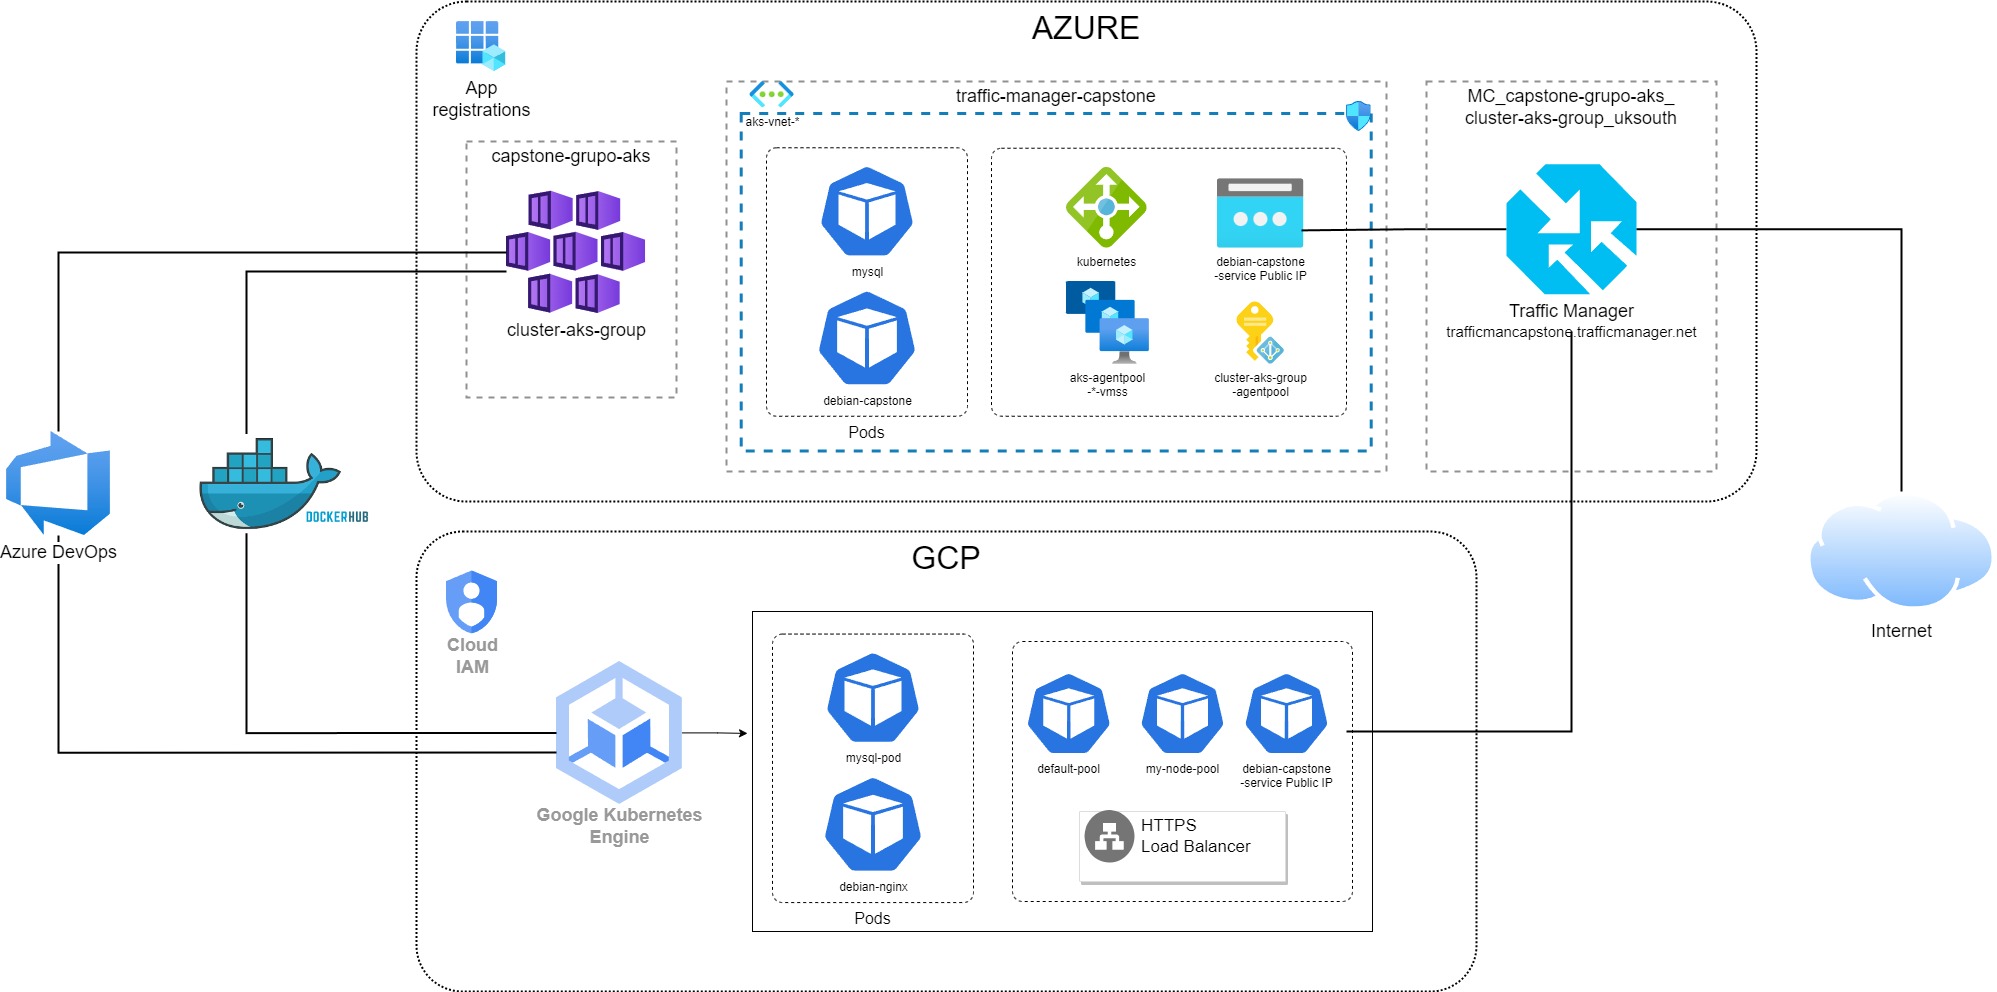 AZURE
App
registrations
capstone-grupo-aks
cluster-aks-group
traffic-manager-capstone
aks-vnet-*
mysql
debian-capstone
Pods
kubernetes
debian-capstone
-service Public IP
aks-agentpool
-*-vmss
cluster-aks-group
-agentpool
MC_capstone-grupo-aks_
cluster-aks-group_uksouth
Traffic Manager
trafficmancapstone.trafficmanager.net
Azure DevOps
DOCKERHUB
Internet
GCP
Cloud
IAM
Google Kubernetes
Engine
mysql-pod
debian-nginx
Pods
default-pool
my-node-pool
debian-capstone
-service Public IP
HTTPS
Load Balancer